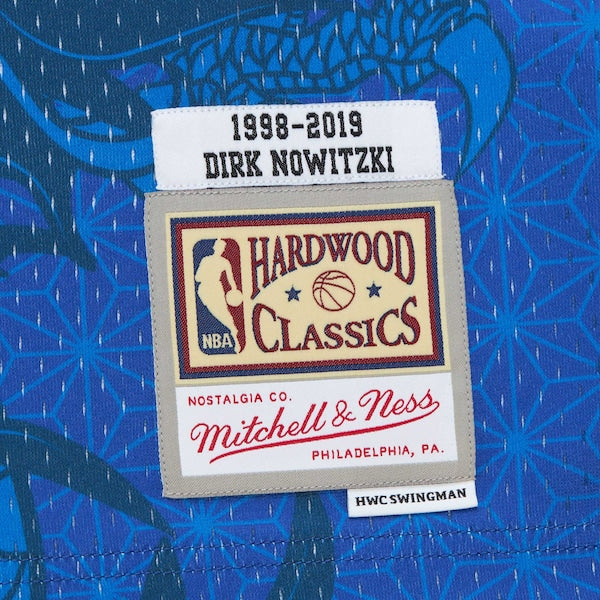 1998-2019
DIRK NOWITZKI
HARDWOOD
CLASSICS
NBA
NOSTALGIA CO.
Mitchell & Ness
PHILADELPHIA, PA.
HWC SWINGMAN